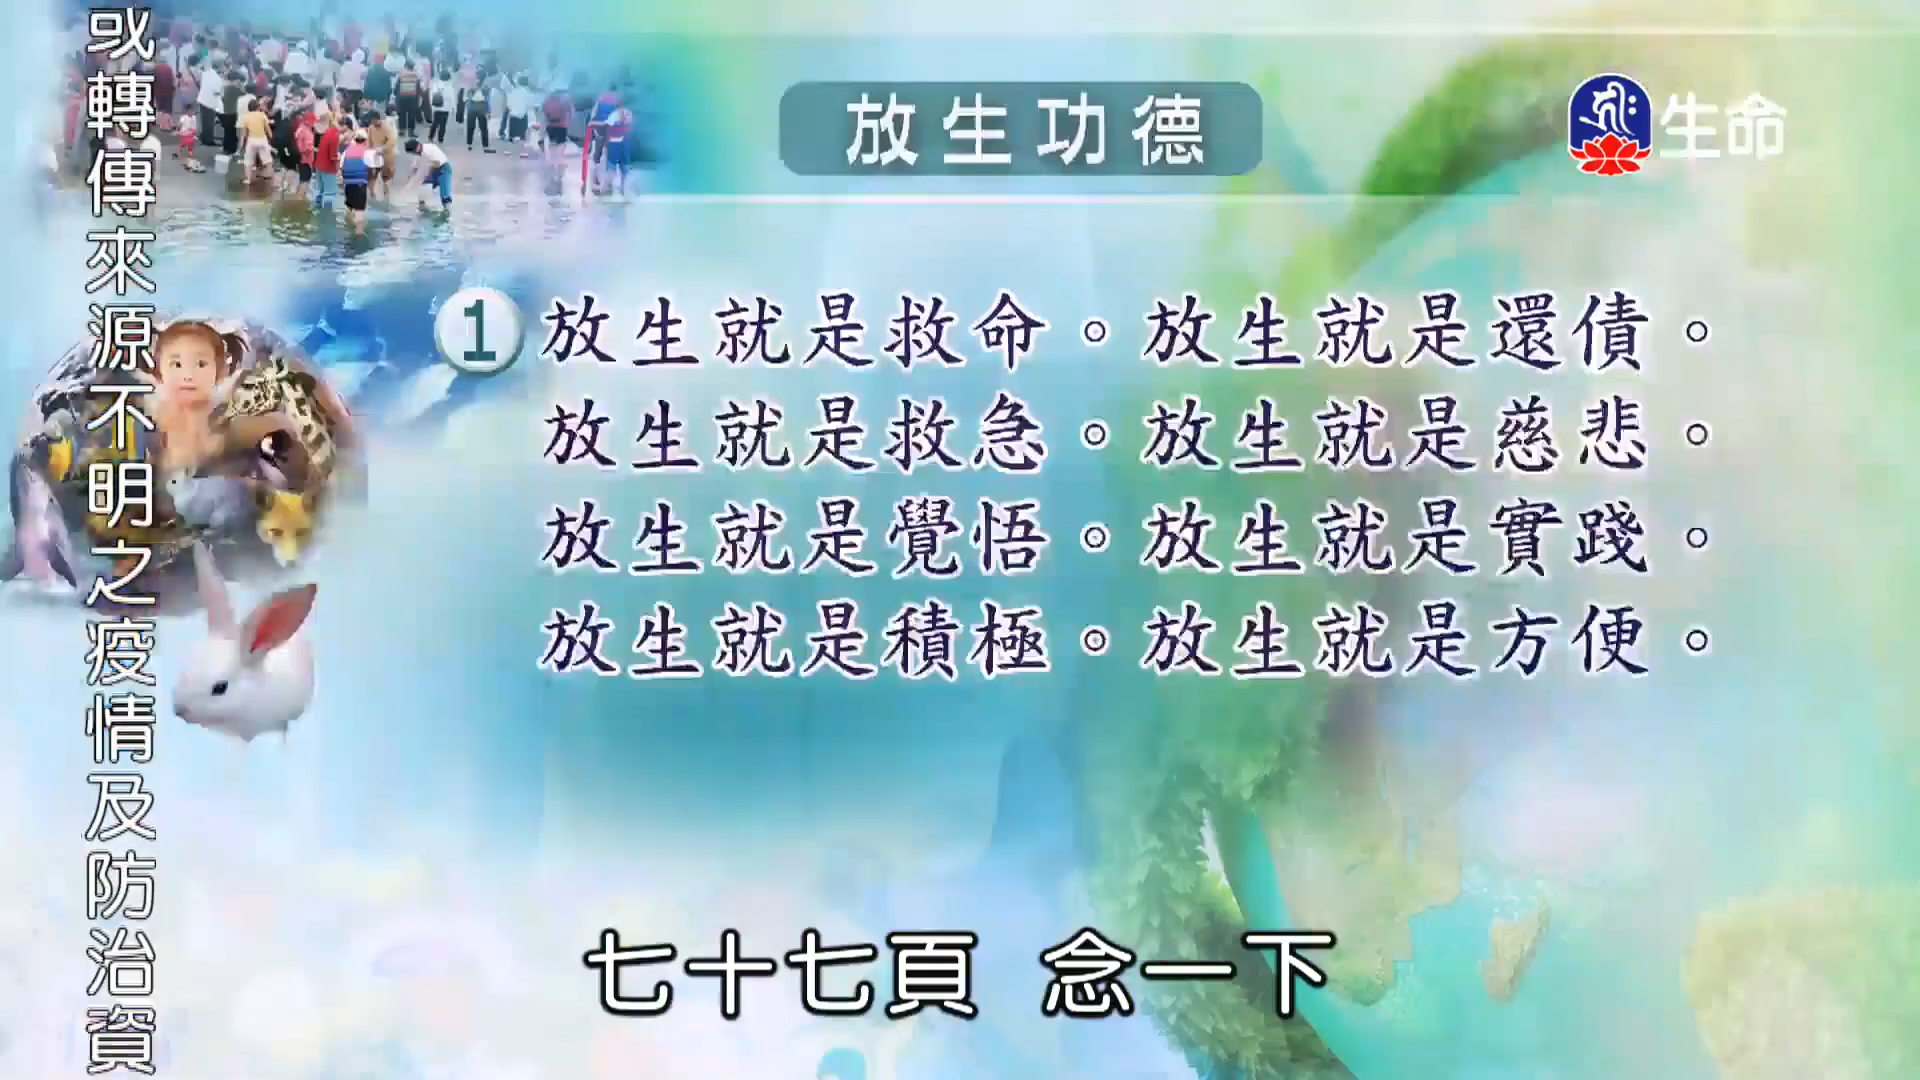 放生功德
生命
1 放生就是救命。放生就是還債。
放生就是救急。放生就是慈悲。
放生就是覺悟。放生就是實踐。
放生就是積極。放生就是方便。
七十七頁 念一下
或轉傳來源不明之疫情及防治資